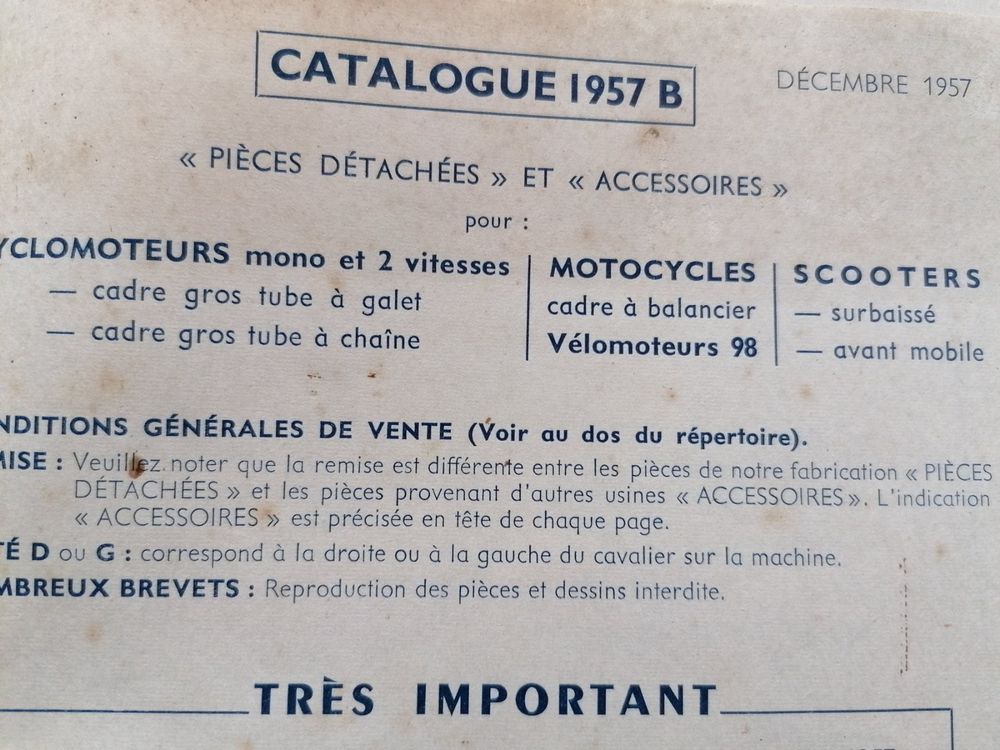 CATALOGUE 1957 B
DÉCEMBRE 1957
« PIÈCES DÉTACHÉES » ET « ACCESSOIRES »
pour :
YCLOMOTEURS mono et 2 vitesses
— cadre gros tube à galet
— cadre gros tube à chaîne
MOTOCYCLES
cadre à balancier
Vélomoteurs 98
SCOOTERS
— surbaissé
— avant mobile
NDITIONS GÉNÉRALES DE VENTE (Voir au dos du répertoire).
MISE : Veuillez noter que la remise est différente entre les pièces de notre fabrication « PIÈCES
DÉTACHÉES » et les pièces provenant d'autres usines « ACCESSOIRES ». L'indication
« ACCESSOIRES » est précisée en tête de chaque page.
TÉ D ou G : correspond à la droite ou à la gauche du cavalier sur la machine.
MBREUX BREVETS : Reproduction des pièces et dessins interdite.
TRÈS IMPORTANT